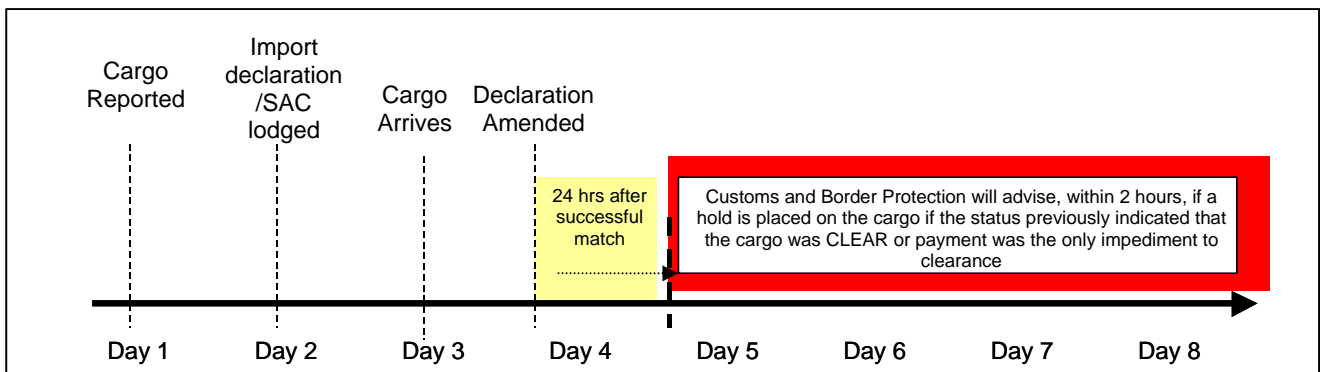 Cargo
Reported
Import
declaration
/SAC
lodged
Cargo
Arrives
Declaration
Amended
24 hrs after
successful
match
Customs and Border Protection will advise, within 2 hours, if a
hold is placed on the cargo if the status previously indicated that
the cargo was CLEAR or payment was the only impediment to
clearance
Day 1
Day 2
Day 3
Day 4
Day 5
Day 6
Day 7
Day 8